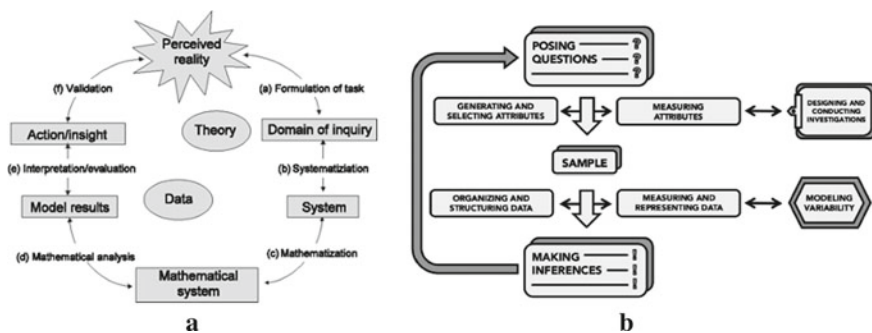 Perceived
reality
(f) Validation
(a) Formulation of task
Action/insight
Theory
Domain of inquiry
(e) Interpretation/evaluation
(b) Systematiziation
Model results
Data
System
(d) Mathematical analysis
(c) Mathematization
Mathematical
system
a
POSING
QUESTIONS
?
?
?
GENERATING AND
SELECTING ATTRIBUTES
MEASURING
ATTRIBUTES
DESIGNING AND
CONDUCTING
INVESTIGATIONS
SAMPLE
ORGANIZING AND
STRUCTURING DATA
MEASURING AND
REPRESENTING DATA
MODELING
VARIABILITY
MAKING
INFERENCES
!
!
!
b